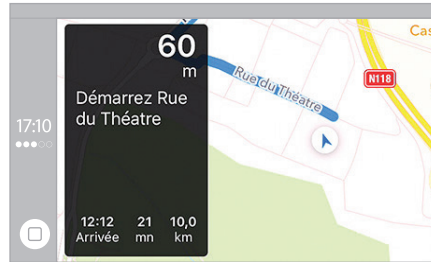 60
m
Démarrez Rue
du Théatre
12:12 21 10,0
Arrivée mn km
17:10
Rue du Théatre
N118
Cas